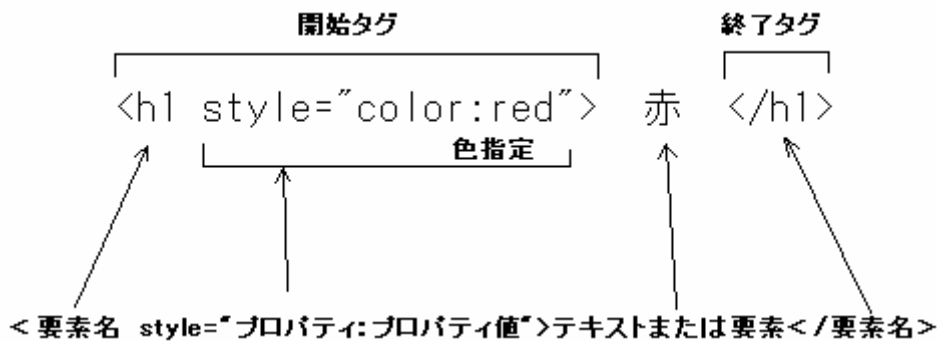 開始タグ 終了タグ
<h1 style="color:red"> 赤 </h1>
色指定
<要素名 style="プロパティ:プロパティ値">テキストまたは要素</要素名>